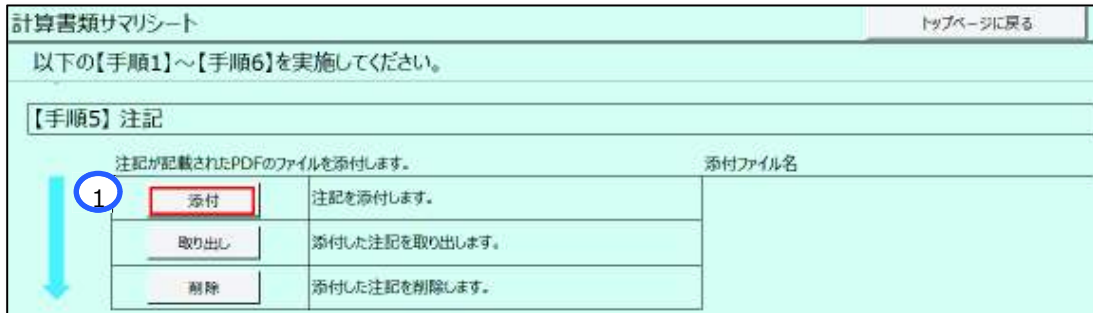 計算書類サマリシート
トップページに戻る
以下の【手順1】～【手順6】を実施してください。
【手順5】 注記
注記が記載されたPDFのファイルを添付します。
添付ファイル名
1
添付
注記を添付します。
取り出し
添付した注記を取り出します。
削除
添付した注記を削除します。